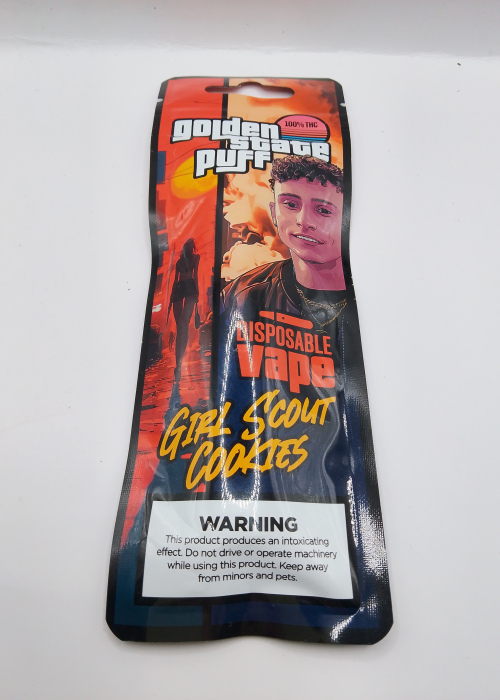 100% THC
golden
state
puff
DISPOSABLE
vape
GIRL SCOUT
COOKIES
WARNING
This product produces an intoxicating
effect. Do not drive or operate machinery
while using this product. Keep away
from minors and pets.